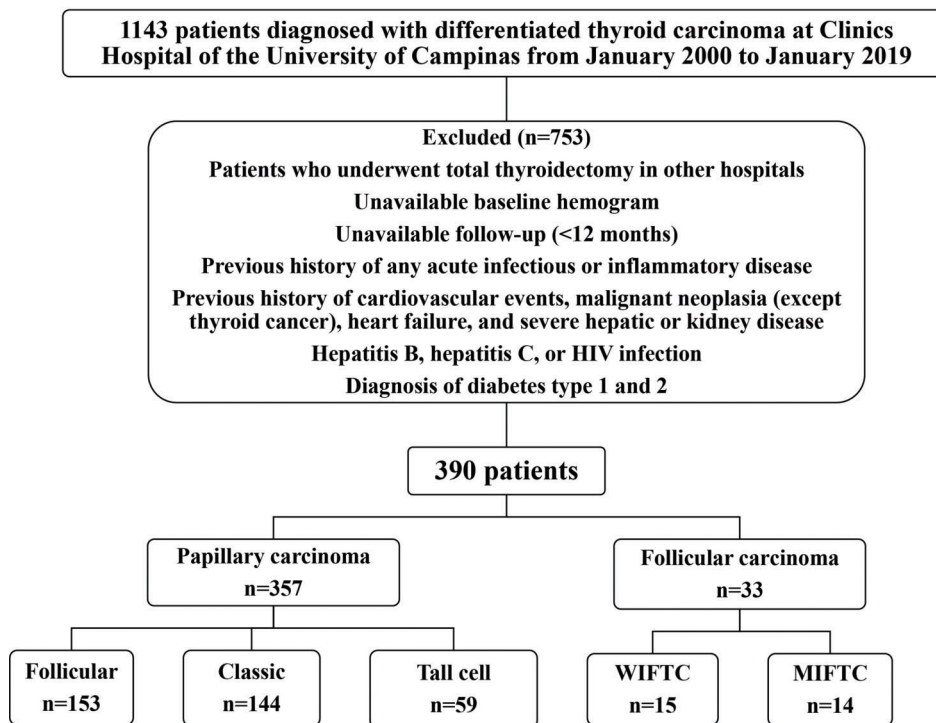 1143 patients diagnosed with differentiated thyroid carcinoma at Clinics
Hospital of the University of Campinas from January 2000 to January 2019
Excluded (n=753)
Patients who underwent total thyroidectomy in other hospitals
Unavailable baseline hemogram
Unavailable follow-up (<12 months)
Previous history of any acute infectious or inflammatory disease
Previous history of cardiovascular events, malignant neoplasia (except
thyroid cancer), heart failure, and severe hepatic or kidney disease
Hepatitis B, hepatitis C, or HIV infection
Diagnosis of diabetes type 1 and 2
390 patients
Papillary carcinoma
n=357
Follicular carcinoma
n=33
Follicular
n=153
Classic
n=144
Tall cell
n=59
WIFTC
n=15
MIFTC
n=14